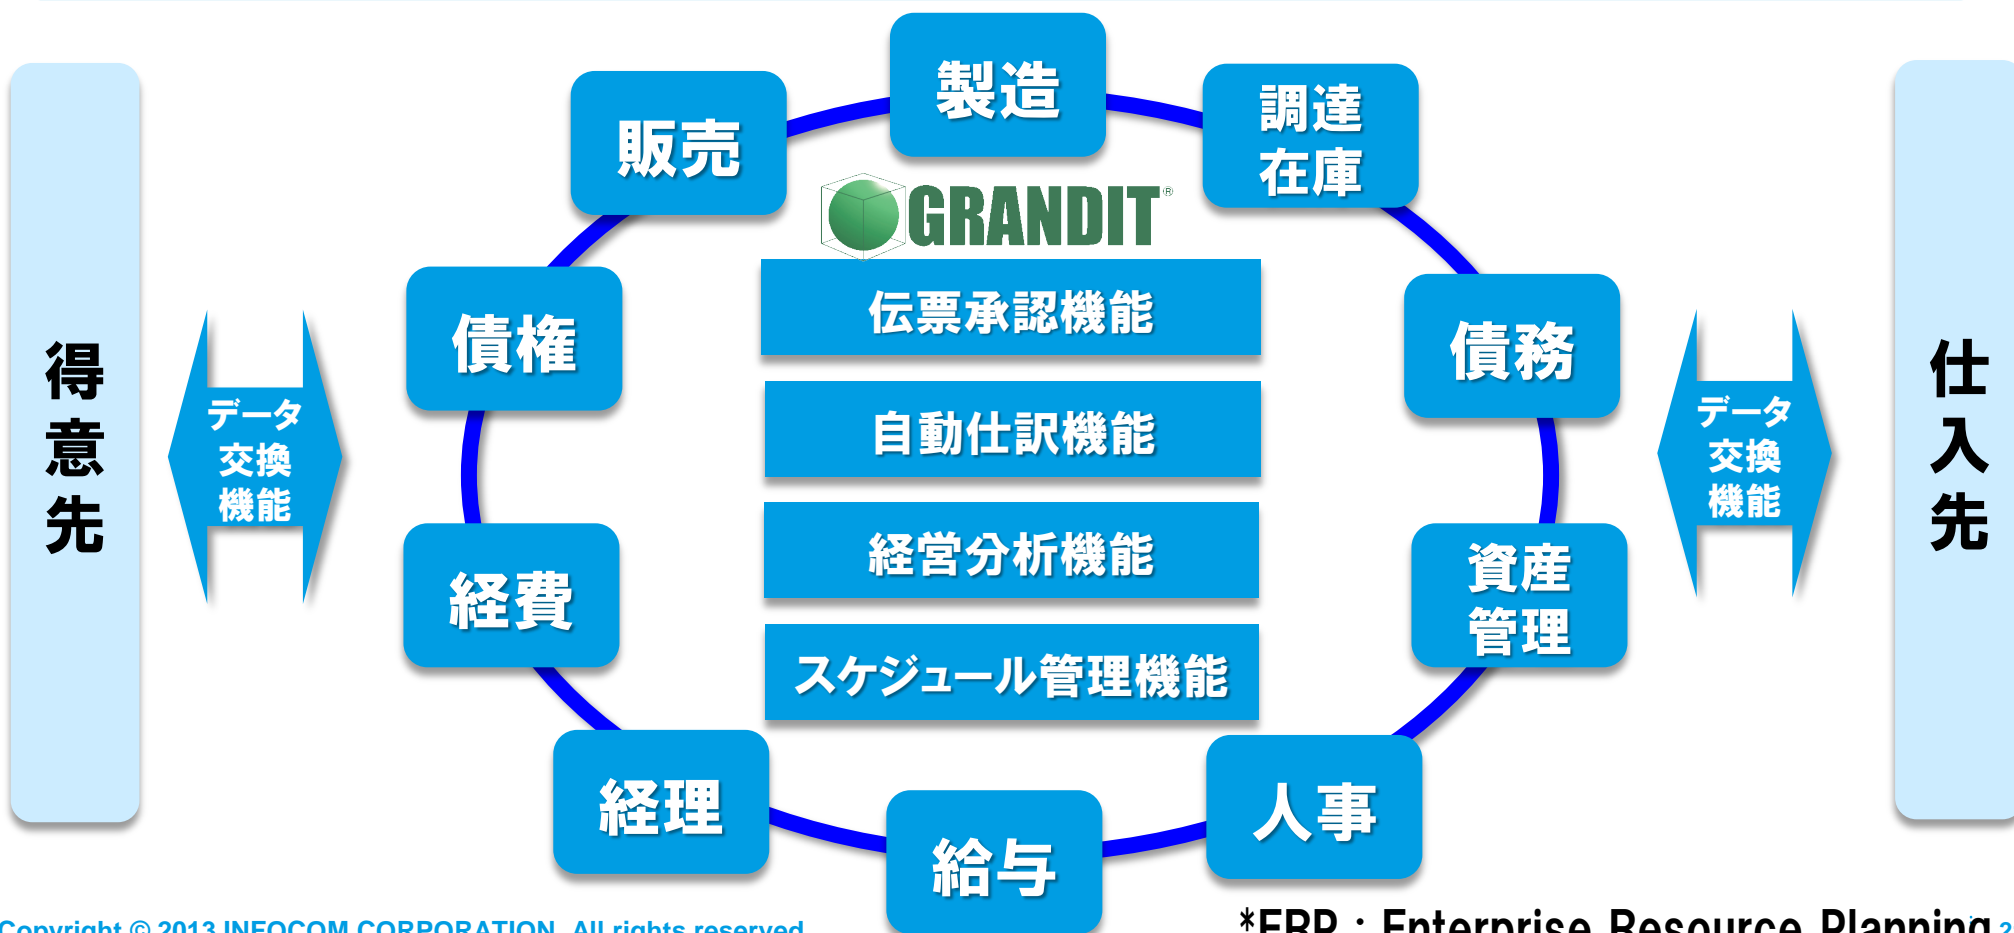 製造
調達
在庫
販売
GRANDIT®
伝票承認機能
債権
債務
得意先
データ
交換
機能
自動仕訳機能
データ
交換
機能
仕入先
経営分析機能
経費
資産
管理
スケジュール管理機能
経理
人事
給与
Copyright © 2013 INFOCOM CORPORATION. All rights reserved
*ERP：Enterprise Resource Planning
2